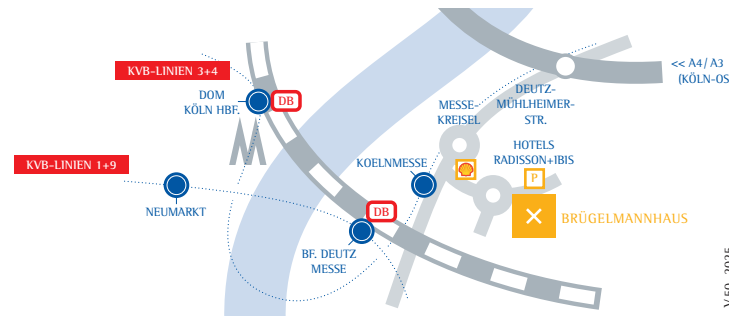 KVB-LINIEN 3+4
<< A4/A3
(KÖLN-OS
DOM
KÖLN HBF.
DB
DEUTZ-
MÜHLHEIMER-
STR.
MESSE-
KREISEL
HOTELS
RADISSON+IBIS
KVB-LINIEN 1+9
KOELNMESSE
P
NEUMARKT
DB
BRÜGELMANNHAUS
BF. DEUTZ
MESSE